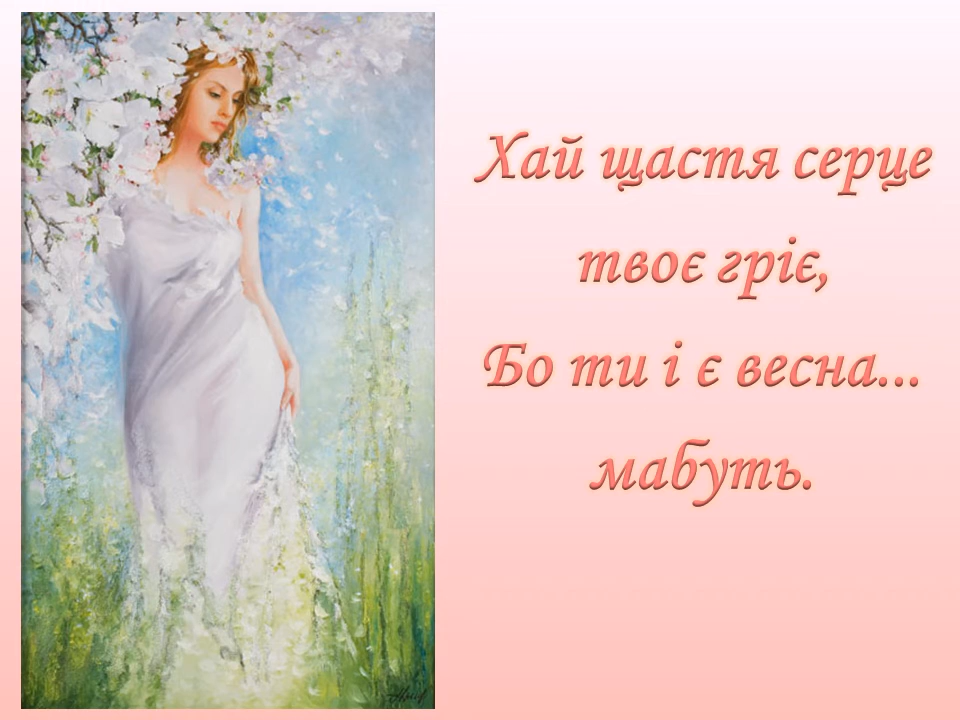 Хай щастя серце
твоє гріє,
Бо ти і є весна...
мабуть.